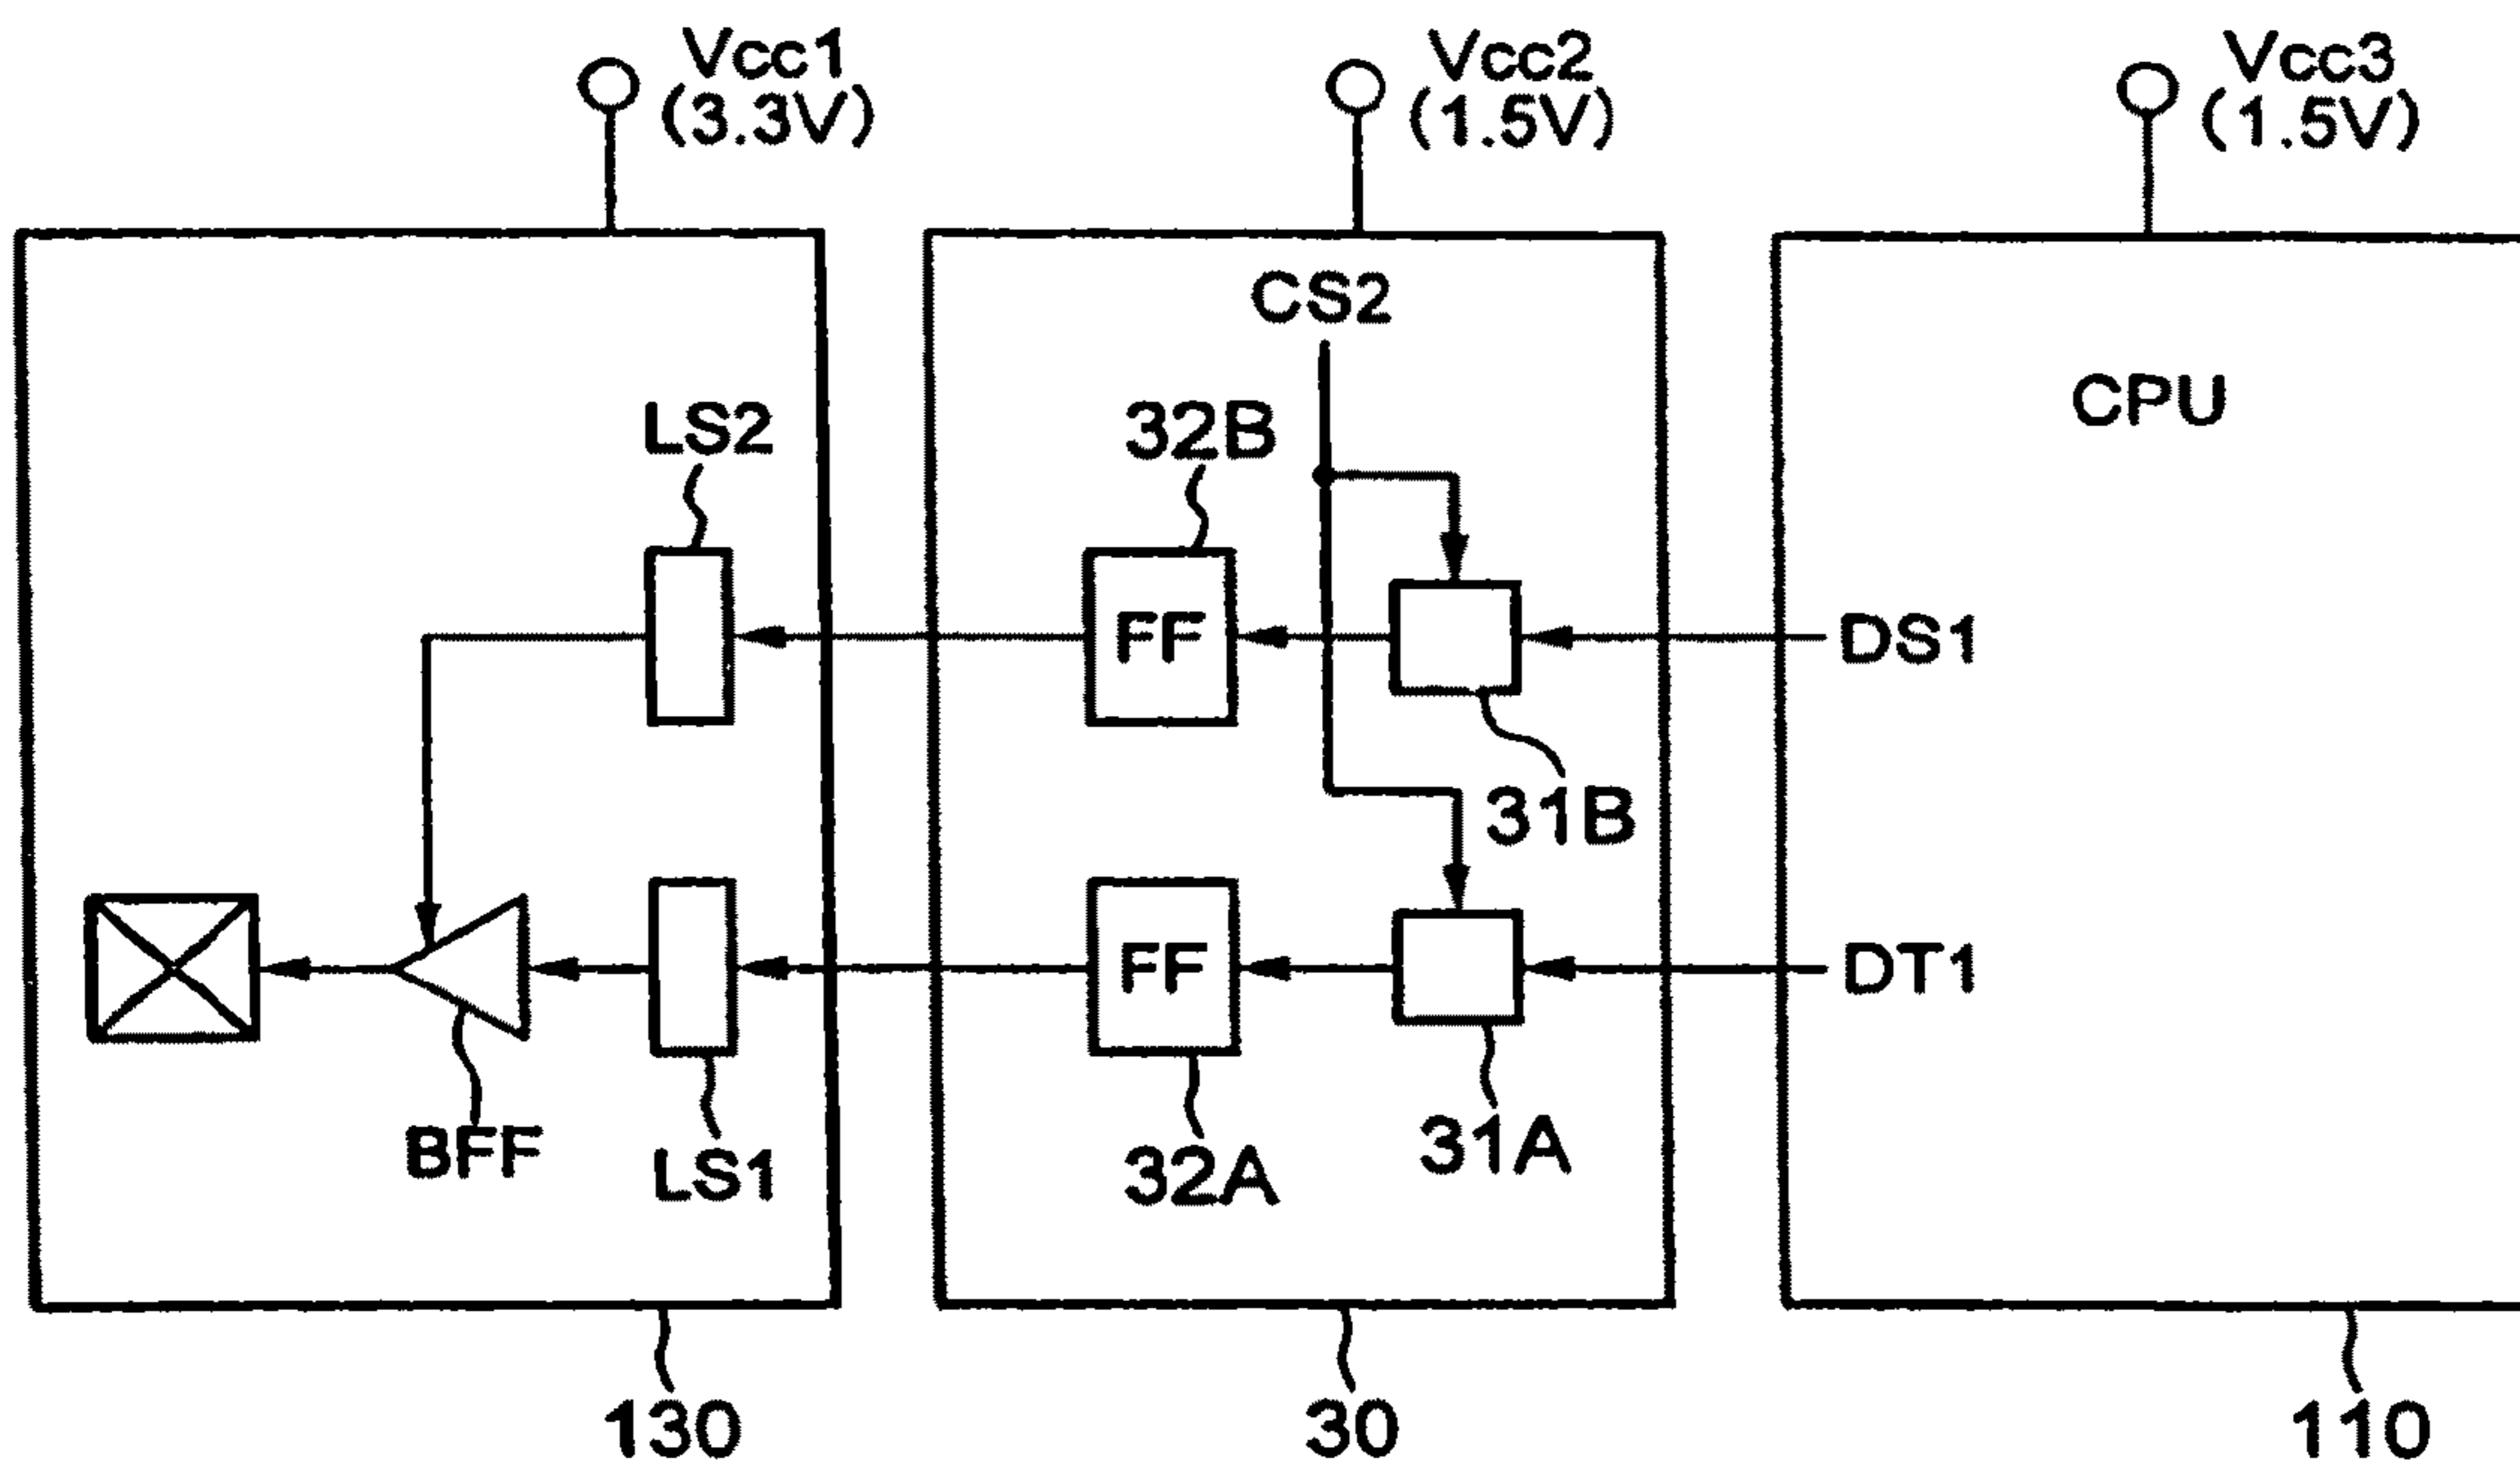 Vcc1
(3.3V)
Vcc2
(1.5V)
Vcc3
(1.5V)
CS2
CPU
LS2
32B
FF
DS1
31B
FF
DT1
BFF
LS1
32A
31A
130
30
110